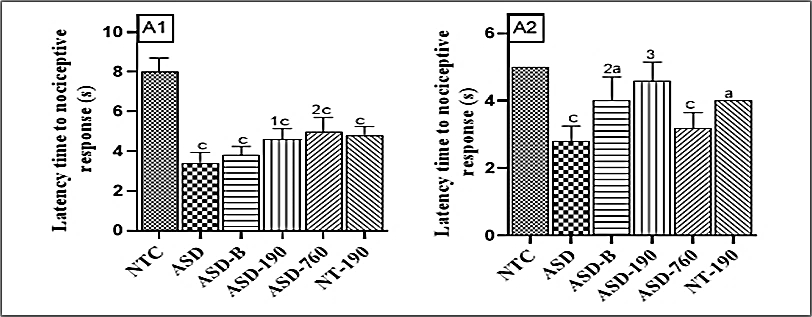 A1
Latency time to nociceptive
response (s)
10
8
6
4
2
0
c
c
1c
2c
c
NTC
ASD
ASD-B
ASD-190
ASD-760
NT-190
A2
Latency time to nociceptive
response (s)
6
4
2
0
c
2a
3
c
a
NTC
ASD
ASD-B
ASD-190
ASD-760
NT-190